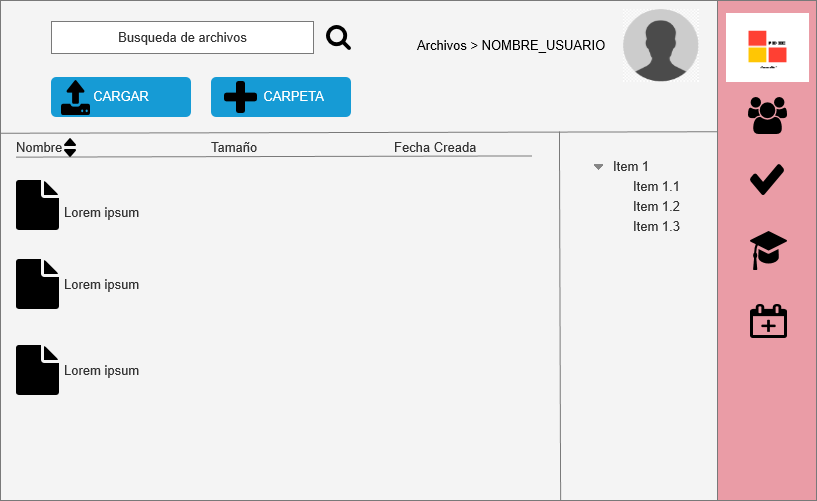 Busqueda de archivos
Archivos > NOMBRE_USUARIO
CARGAR
CARPETA
Nombre
Tamaño
Fecha Creada
Item 1
Item 1.1
Item 1.2
Item 1.3
Lorem ipsum
Lorem ipsum
Lorem ipsum